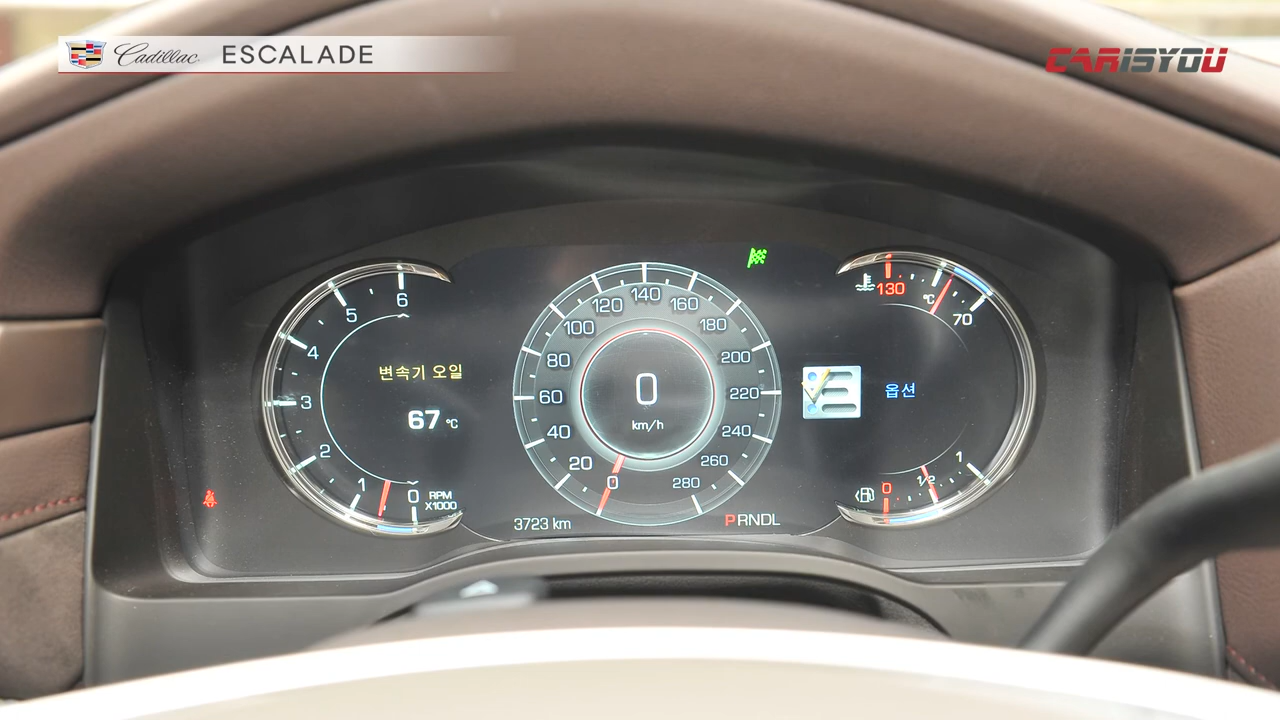 Cadillac ESCALADE
CARISYOU
6
5
4
3
2
1
0
RPM
X1000
변속기 오일
67 °C
0
20
40
60
80
100
120
140
160
180
200
220
240
260
280
0
km/h
3723 km
PRNDL
130
°C
70
옵션
0
1/2
1